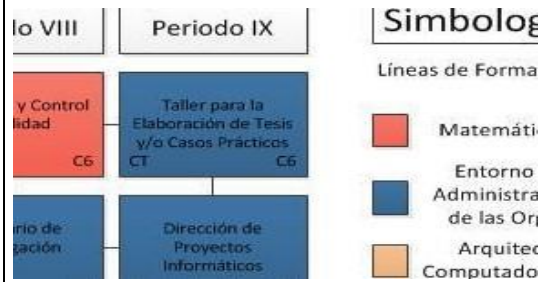 lo VIII
Periodo IX
Simbolog
Líneas de Forma
y Control
lidad
C6
Taller para la
Elaboración de Tesis
y/o Casos Prácticos
CT C6
Matemátic
Entorno
Administra
de las Org
rio de
gación
Dirección de
Proyectos
Informáticos
Arquitec
Computado